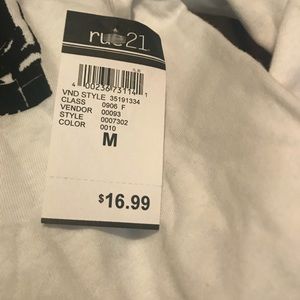 rue21
VND STYLE 35191334
CLASS 0906 F
VENDOR 00093
STYLE 0007302
COLOR 0010
M
$16.99